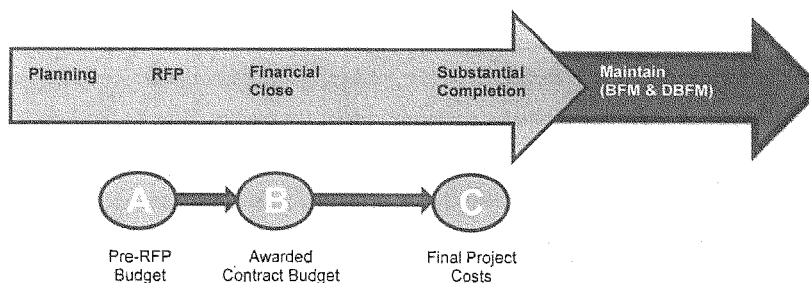 Planning RFP Financial Close Substantial Completion Maintain (BFM & DBFM)
A B C
Pre-RFP Budget Awarded Contract Budget Final Project Costs